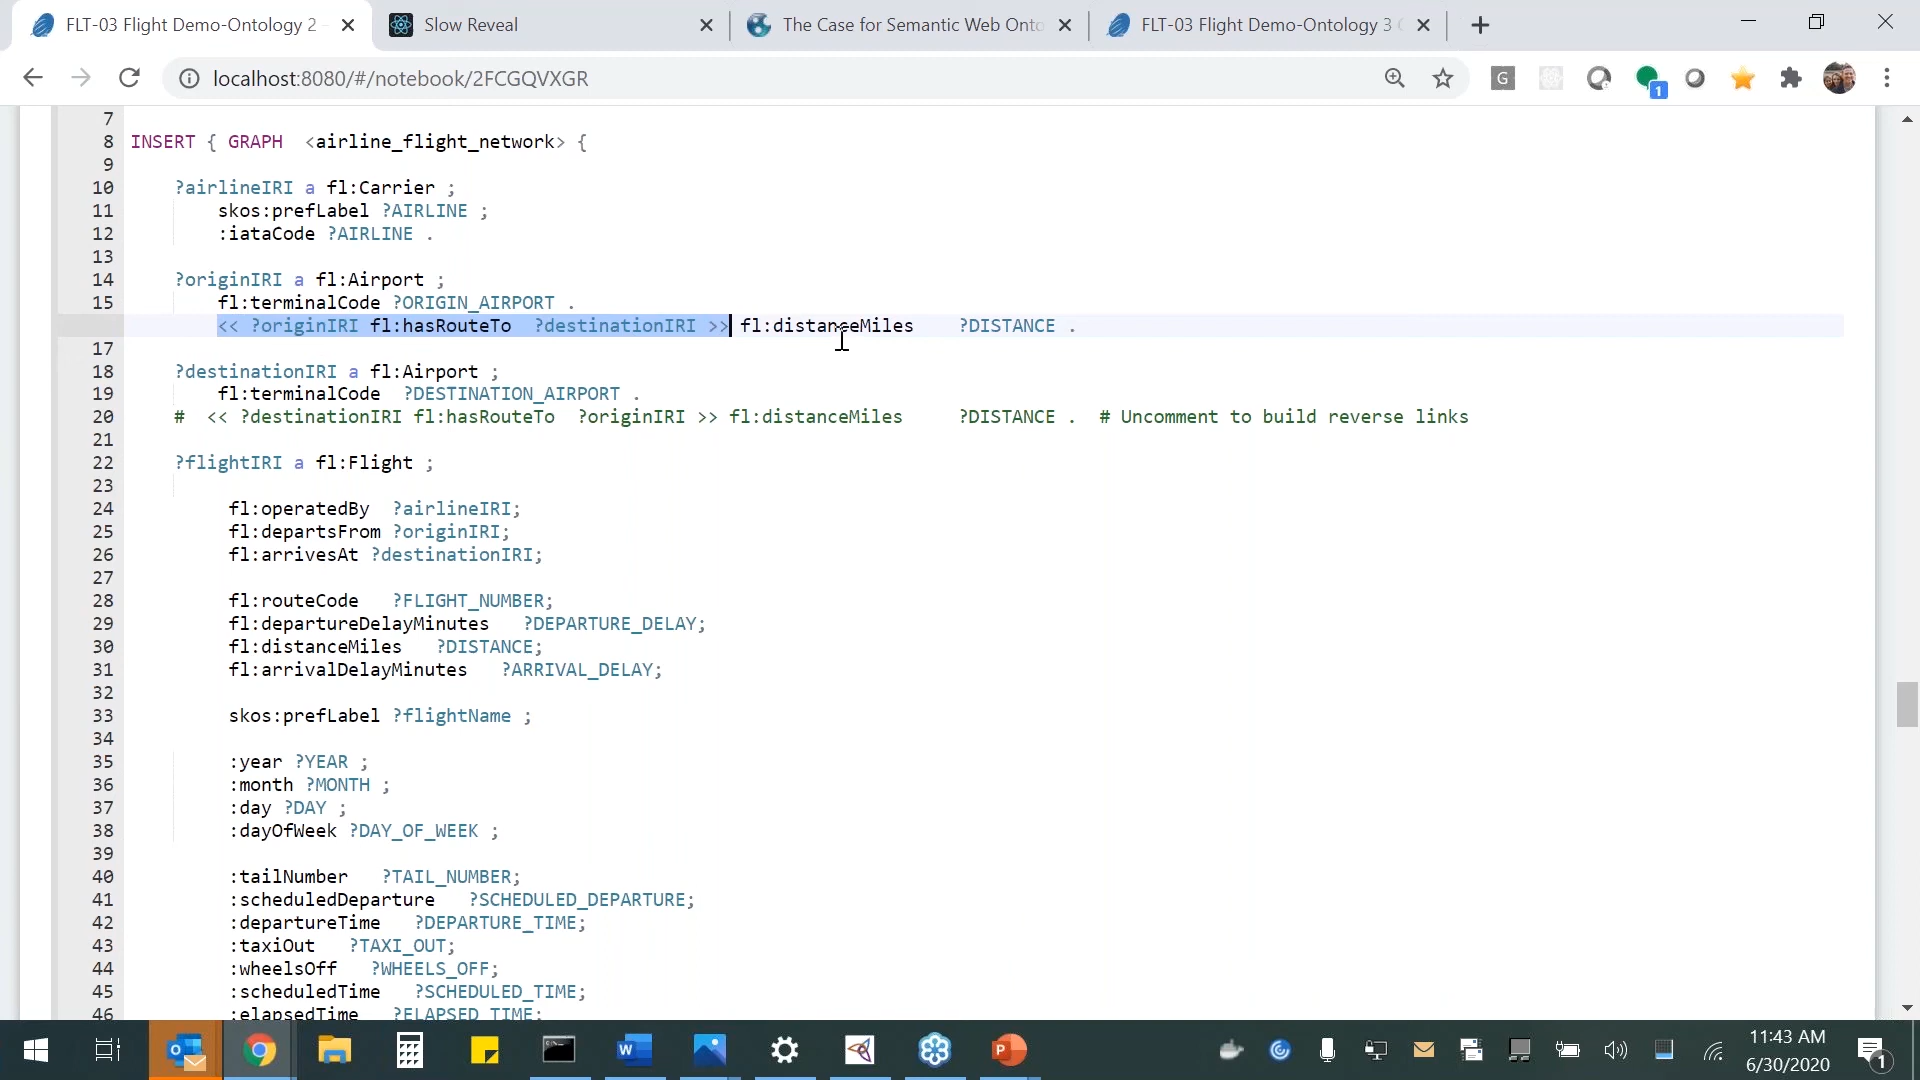 FLT-03 Flight Demo-Ontology 2
Slow Reveal
The Case for Semantic Web Onto
FLT-03 Flight Demo-Ontology 3
localhost:8080/#/notebook/2FCGQVXGR
G
1
7
8 INSERT { GRAPH <airline_flight_network> {
9
10 ?airlineIRI a fl:Carrier ;
11 skos:prefLabel ?AIRLINE ;
12 :iataCode ?AIRLINE .
13
14 ?originIRI a fl:Airport ;
15 fl:terminalCode ?ORIGIN_AIRPORT .
<< ?originIRI fl:hasRouteTo ?destinationIRI >> fl:distanceMiles ?DISTANCE .
17
18 ?destinationIRI a fl:Airport ;
19 fl:terminalCode ?DESTINATION_AIRPORT .
20 # << ?destinationIRI fl:hasRouteTo ?originIRI >> fl:distanceMiles ?DISTANCE . # Uncomment to build reverse links
21
22 ?flightIRI a fl:Flight ;
23
24 fl:operatedBy ?airlineIRI;
25 fl:departsFrom ?originIRI;
26 fl:arrivesAt ?destinationIRI;
27
28 fl:routeCode ?FLIGHT_NUMBER;
29 fl:departureDelayMinutes ?DEPARTURE_DELAY;
30 fl:distanceMiles ?DISTANCE;
31 fl:arrivalDelayMinutes ?ARRIVAL_DELAY;
32
33 skos:prefLabel ?flightName ;
34
35 :year ?YEAR ;
36 :month ?MONTH ;
37 :day ?DAY ;
38 :dayOfWeek ?DAY_OF_WEEK ;
39
40 :tailNumber ?TAIL_NUMBER;
41 :scheduledDeparture ?SCHEDULED_DEPARTURE;
42 :departureTime ?DEPARTURE_TIME;
43 :taxiOut ?TAXI_OUT;
44 :wheelsOff ?WHEELS_OFF;
45 :scheduledTime ?SCHEDULED_TIME;
46 :elapsedTime ?ELAPSED_TIME;
11:43 AM
6/30/2020
1